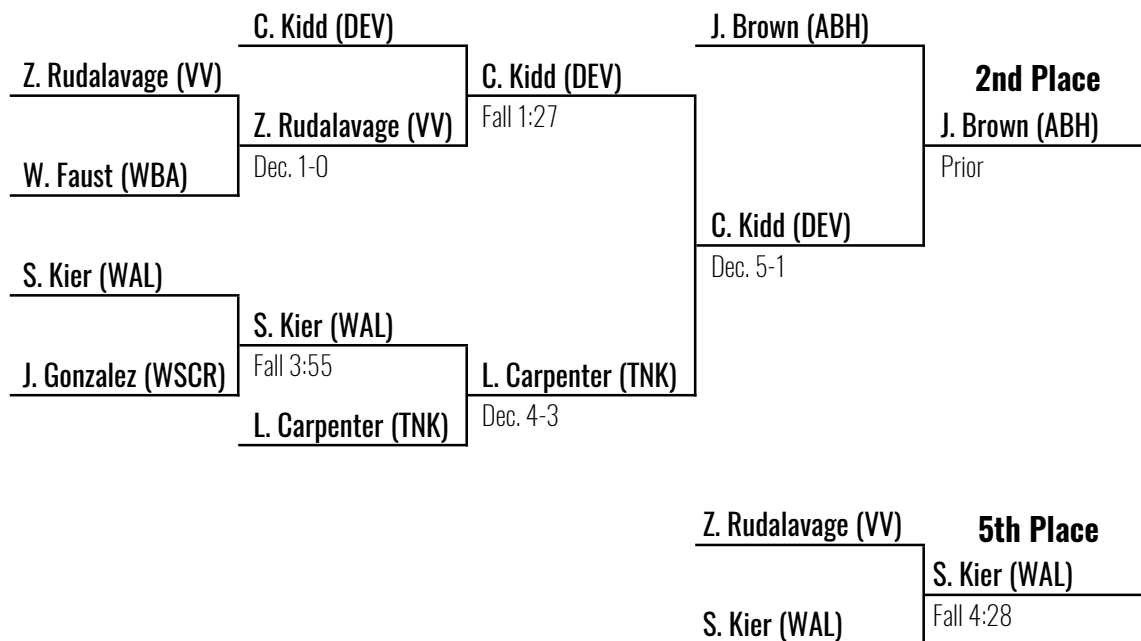 C. Kidd (DEV)
J. Brown (ABH)
Z. Rudalavage (VV)
C. Kidd (DEV)
2nd Place
Fall 1:27
Z. Rudalavage (VV)
J. Brown (ABH)
Dec. 1-0
Prior
W. Faust (WBA)
C. Kidd (DEV)
Dec. 5-1
S. Kier (WAL)
S. Kier (WAL)
Fall 3:55
J. Gonzalez (WSCR)
L. Carpenter (TNK)
Dec. 4-3
L. Carpenter (TNK)
Z. Rudalavage (VV)
5th Place
S. Kier (WAL)
Fall 4:28
S. Kier (WAL)